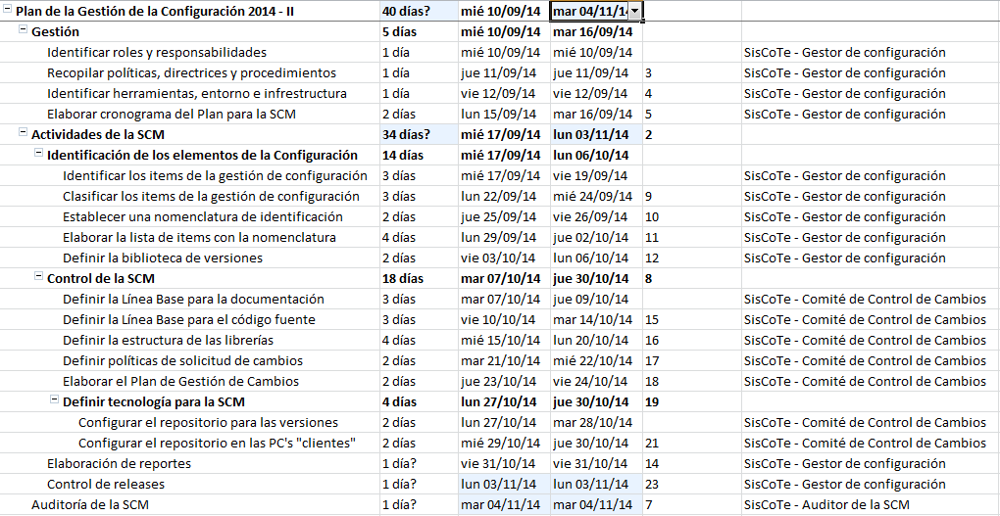 Plan de la Gestión de la Configuración 2014 - II 40 días? mié 10/09/14 mar 04/11/14
Gestión 5 días mié 10/09/14 mar 16/09/14
Identificar roles y responsabilidades 1 día mié 10/09/14 mié 10/09/14 SisCoTe - Gestor de configuración
Recopilar políticas, directrices y procedimientos 1 día jue 11/09/14 jue 11/09/14 3 SisCoTe - Gestor de configuración
Identificar herramientas, entorno e infrestructura 1 día vie 12/09/14 vie 12/09/14 4 SisCoTe - Gestor de configuración
Elaborar cronograma del Plan para la SCM 2 días lun 15/09/14 mar 16/09/14 5 SisCoTe - Gestor de configuración
Actividades de la SCM 34 días? mié 17/09/14 lun 03/11/14 2
Identificación de los elementos de la Configuración 14 días mié 17/09/14 lun 06/10/14
Identificar los items de la gestión de configuración 3 días mié 17/09/14 vie 19/09/14 SisCoTe - Gestor de configuración
Clasificar los items de la gestión de configuración 3 días lun 22/09/14 mié 24/09/14 9 SisCoTe - Gestor de configuración
Establecer una nomenclatura de identificación 2 días jue 25/09/14 vie 26/09/14 10 SisCoTe - Gestor de configuración
Elaborar la lista de items con la nomenclatura 4 días lun 29/09/14 jue 02/10/14 11 SisCoTe - Gestor de configuración
Definir la biblioteca de versiones 2 días vie 03/10/14 lun 06/10/14 12 SisCoTe - Gestor de configuración
Control de la SCM 18 días mar 07/10/14 jue 30/10/14 8
Definir la Línea Base para la documentación 3 días mar 07/10/14 jue 09/10/14 SisCoTe - Comité de Control de Cambios
Definir la Línea Base para el código fuente 3 días vie 10/10/14 mar 14/10/14 15 SisCoTe - Comité de Control de Cambios
Definir la estructura de las librerías 4 días mié 15/10/14 lun 20/10/14 16 SisCoTe - Comité de Control de Cambios
Definir políticas de solicitud de cambios 2 días mar 21/10/14 mié 22/10/14 17 SisCoTe - Comité de Control de Cambios
Elaborar el Plan de Gestión de Cambios 2 días jue 23/10/14 vie 24/10/14 18 SisCoTe - Comité de Control de Cambios
Definir tecnología para la SCM 4 días lun 27/10/14 jue 30/10/14 19
Configurar el repositorio para las versiones 2 días lun 27/10/14 mar 28/10/14 SisCoTe - Comité de Control de Cambios
Configurar el repositorio en las PC's "clientes" 2 días mié 29/10/14 jue 30/10/14 21 SisCoTe - Comité de Control de Cambios
Elaboración de reportes 1 día? vie 31/10/14 vie 31/10/14 14 SisCoTe - Gestor de configuración
Control de releases 1 día? lun 03/11/14 lun 03/11/14 23 SisCoTe - Gestor de configuración
Auditoría de la SCM 1 día? mar 04/11/14 mar 04/11/14 7 SisCoTe - Auditor de la SCM